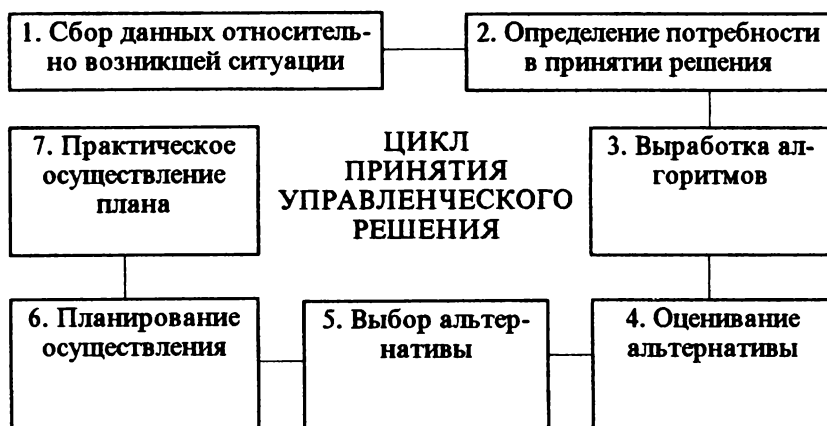 1. Сбор данных относитель-
но возникшей ситуации
2. Определение потребности
в принятии решения
7. Практическое
осуществление
плана
ЦИКЛ
ПРИНЯТИЯ
УПРАВЛЕНЧЕСКОГО
РЕШЕНИЯ
3. Выработка ал-
горитмов
6. Планирование
осуществления
5. Выбор альтер-
нативы
4. Оценивание
альтернативы